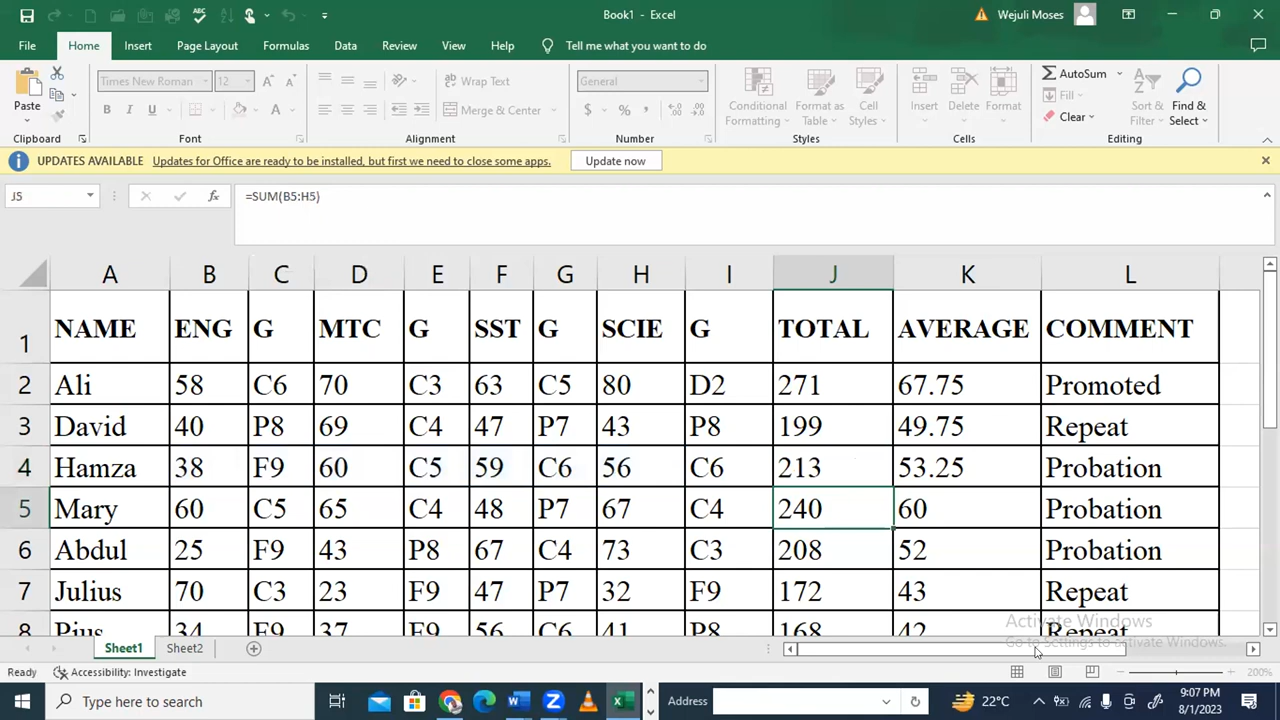 Book1 - Excel
Wejuli Moses
File Home Insert Page Layout Formulas Data Review View Help Tell me what you want to do
Times New Roman 12 Wrap Text General Conditional Format as Cell Insert Delete Format AutoSum Sort & Find &
Paste B I U A Merge & Center $ % Formatting Table Styles Fill Filter Select
Clear
Clipboard Font Alignment Number Styles Cells Editing
UPDATES AVAILABLE Updates for Office are ready to be installed, but first we need to close some apps. Update now
J5 fx =SUM(B5:H5)
A B C D E F G H I J K L
1 NAME ENG G MTC G SST G SCIE G TOTAL AVERAGE COMMENT
2 Ali 58 C6 70 C3 63 C5 80 D2 271 67.75 Promoted
3 David 40 P8 69 C4 47 P7 43 P8 199 49.75 Repeat
4 Hamza 38 F9 60 C5 59 C6 56 C6 213 53.25 Probation
5 Mary 60 C5 65 C4 48 P7 67 C4 240 60 Probation
6 Abdul 25 F9 43 P8 67 C4 73 C3 208 52 Probation
7 Julius 70 C3 23 F9 47 P7 32 F9 172 43 Repeat
8 Pius 34 F9 37 F9 56 C6 41 P8 168 42 Repeat
Activate Windows
Go to Settings to activate Windows.
Sheet1 Sheet2
Ready Accessibility: Investigate 200%
Type here to search Address 22°C 9:07 PM
8/1/2023